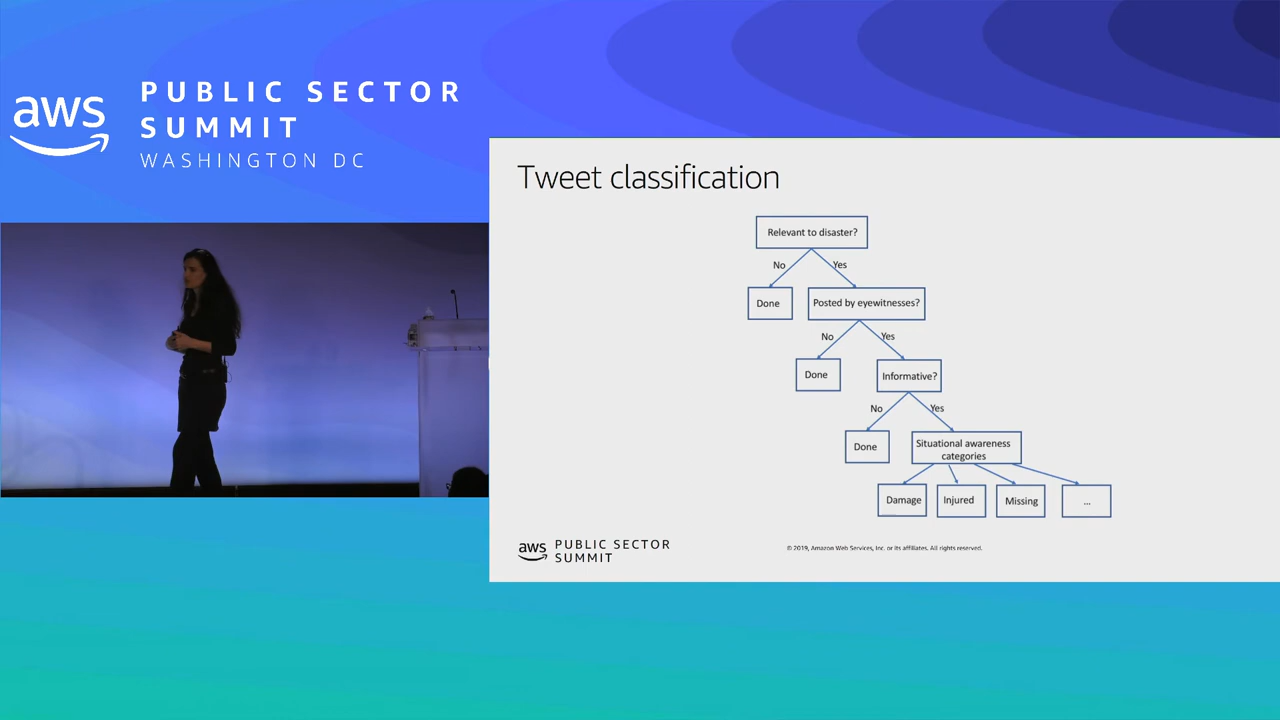 aws
PUBLIC SECTOR
SUMMIT
WASHINGTON DC
Tweet classification
Relevant to disaster?
No
Yes
Done
Posted by eyewitnesses?
No
Yes
Done
Informative?
No
Yes
Done
Situational awareness
categories
Damage
Injured
Missing
...
aws
PUBLIC SECTOR
SUMMIT
© 2019, Amazon Web Services, Inc. or its affiliates. All rights reserved.